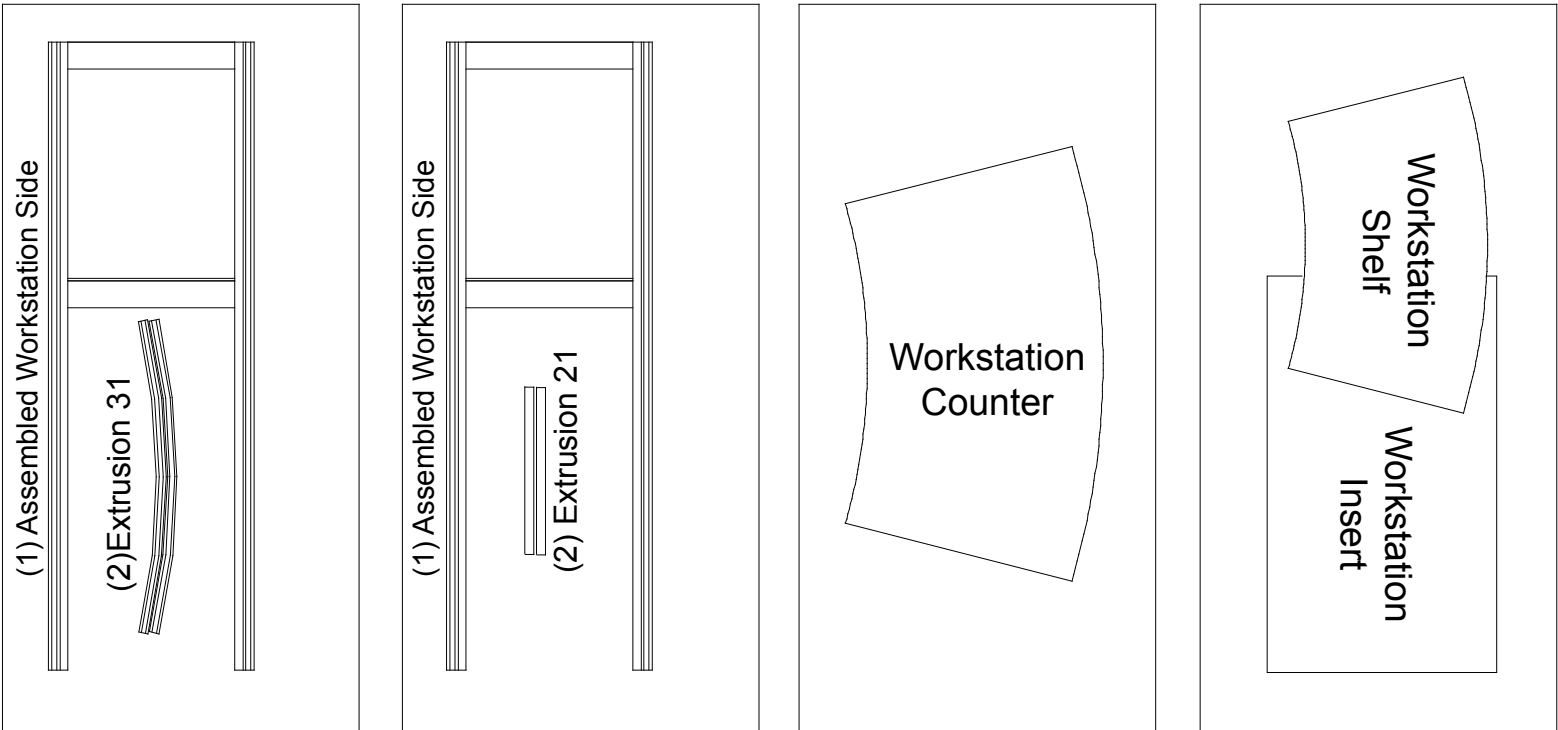 (1) Assembled Workstation Side
(2)Extrusion 31
(1) Assembled Workstation Side
(2) Extrusion 21
Workstation
Counter
Workstation
Shelf
Workstation
Insert